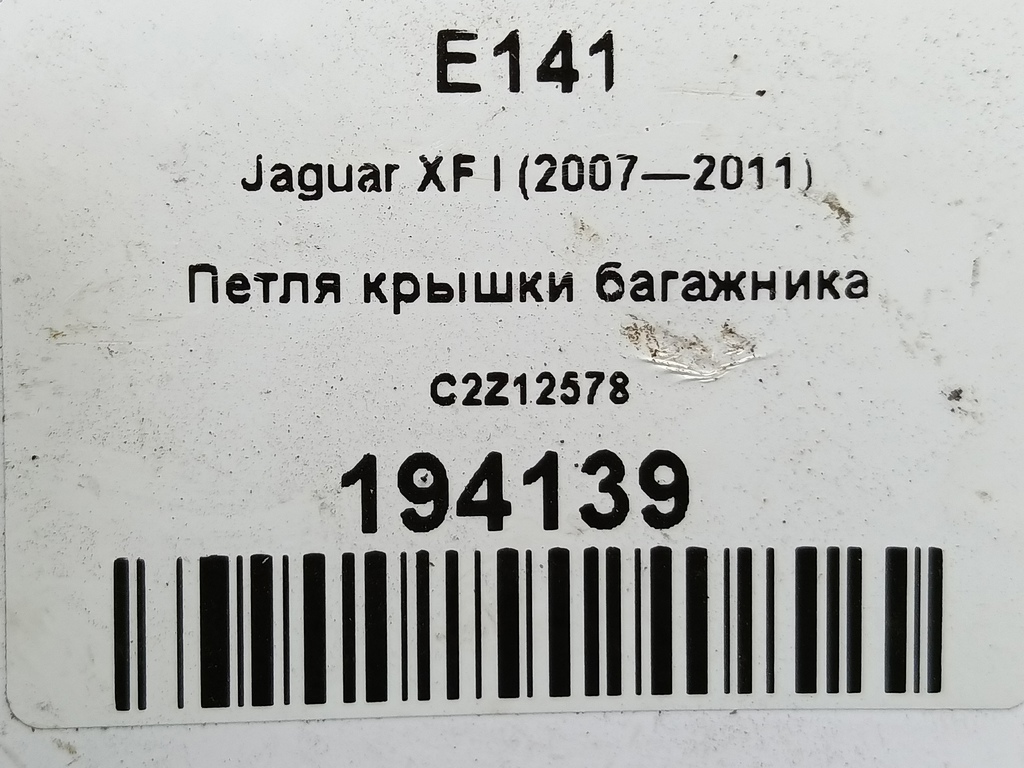 E141
Jaguar XF I (2007—2011)
Петля крышки багажника
C2Z12578
194139